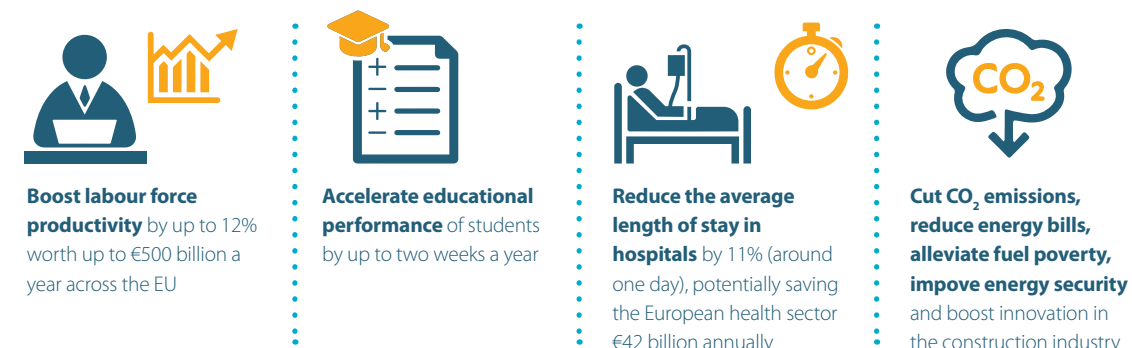 Boost labour force
productivity by up to 12%
worth up to €500 billion a
year across the EU
Accelerate educational
performance of students
by up to two weeks a year
Reduce the average
length of stay in
hospitals by 11% (around
one day), potentially saving
the European health sector
€42 billion annually
CO₂
Cut CO₂ emissions,
reduce energy bills,
alleviate fuel poverty,
impove energy security
and boost innovation in
the construction industry